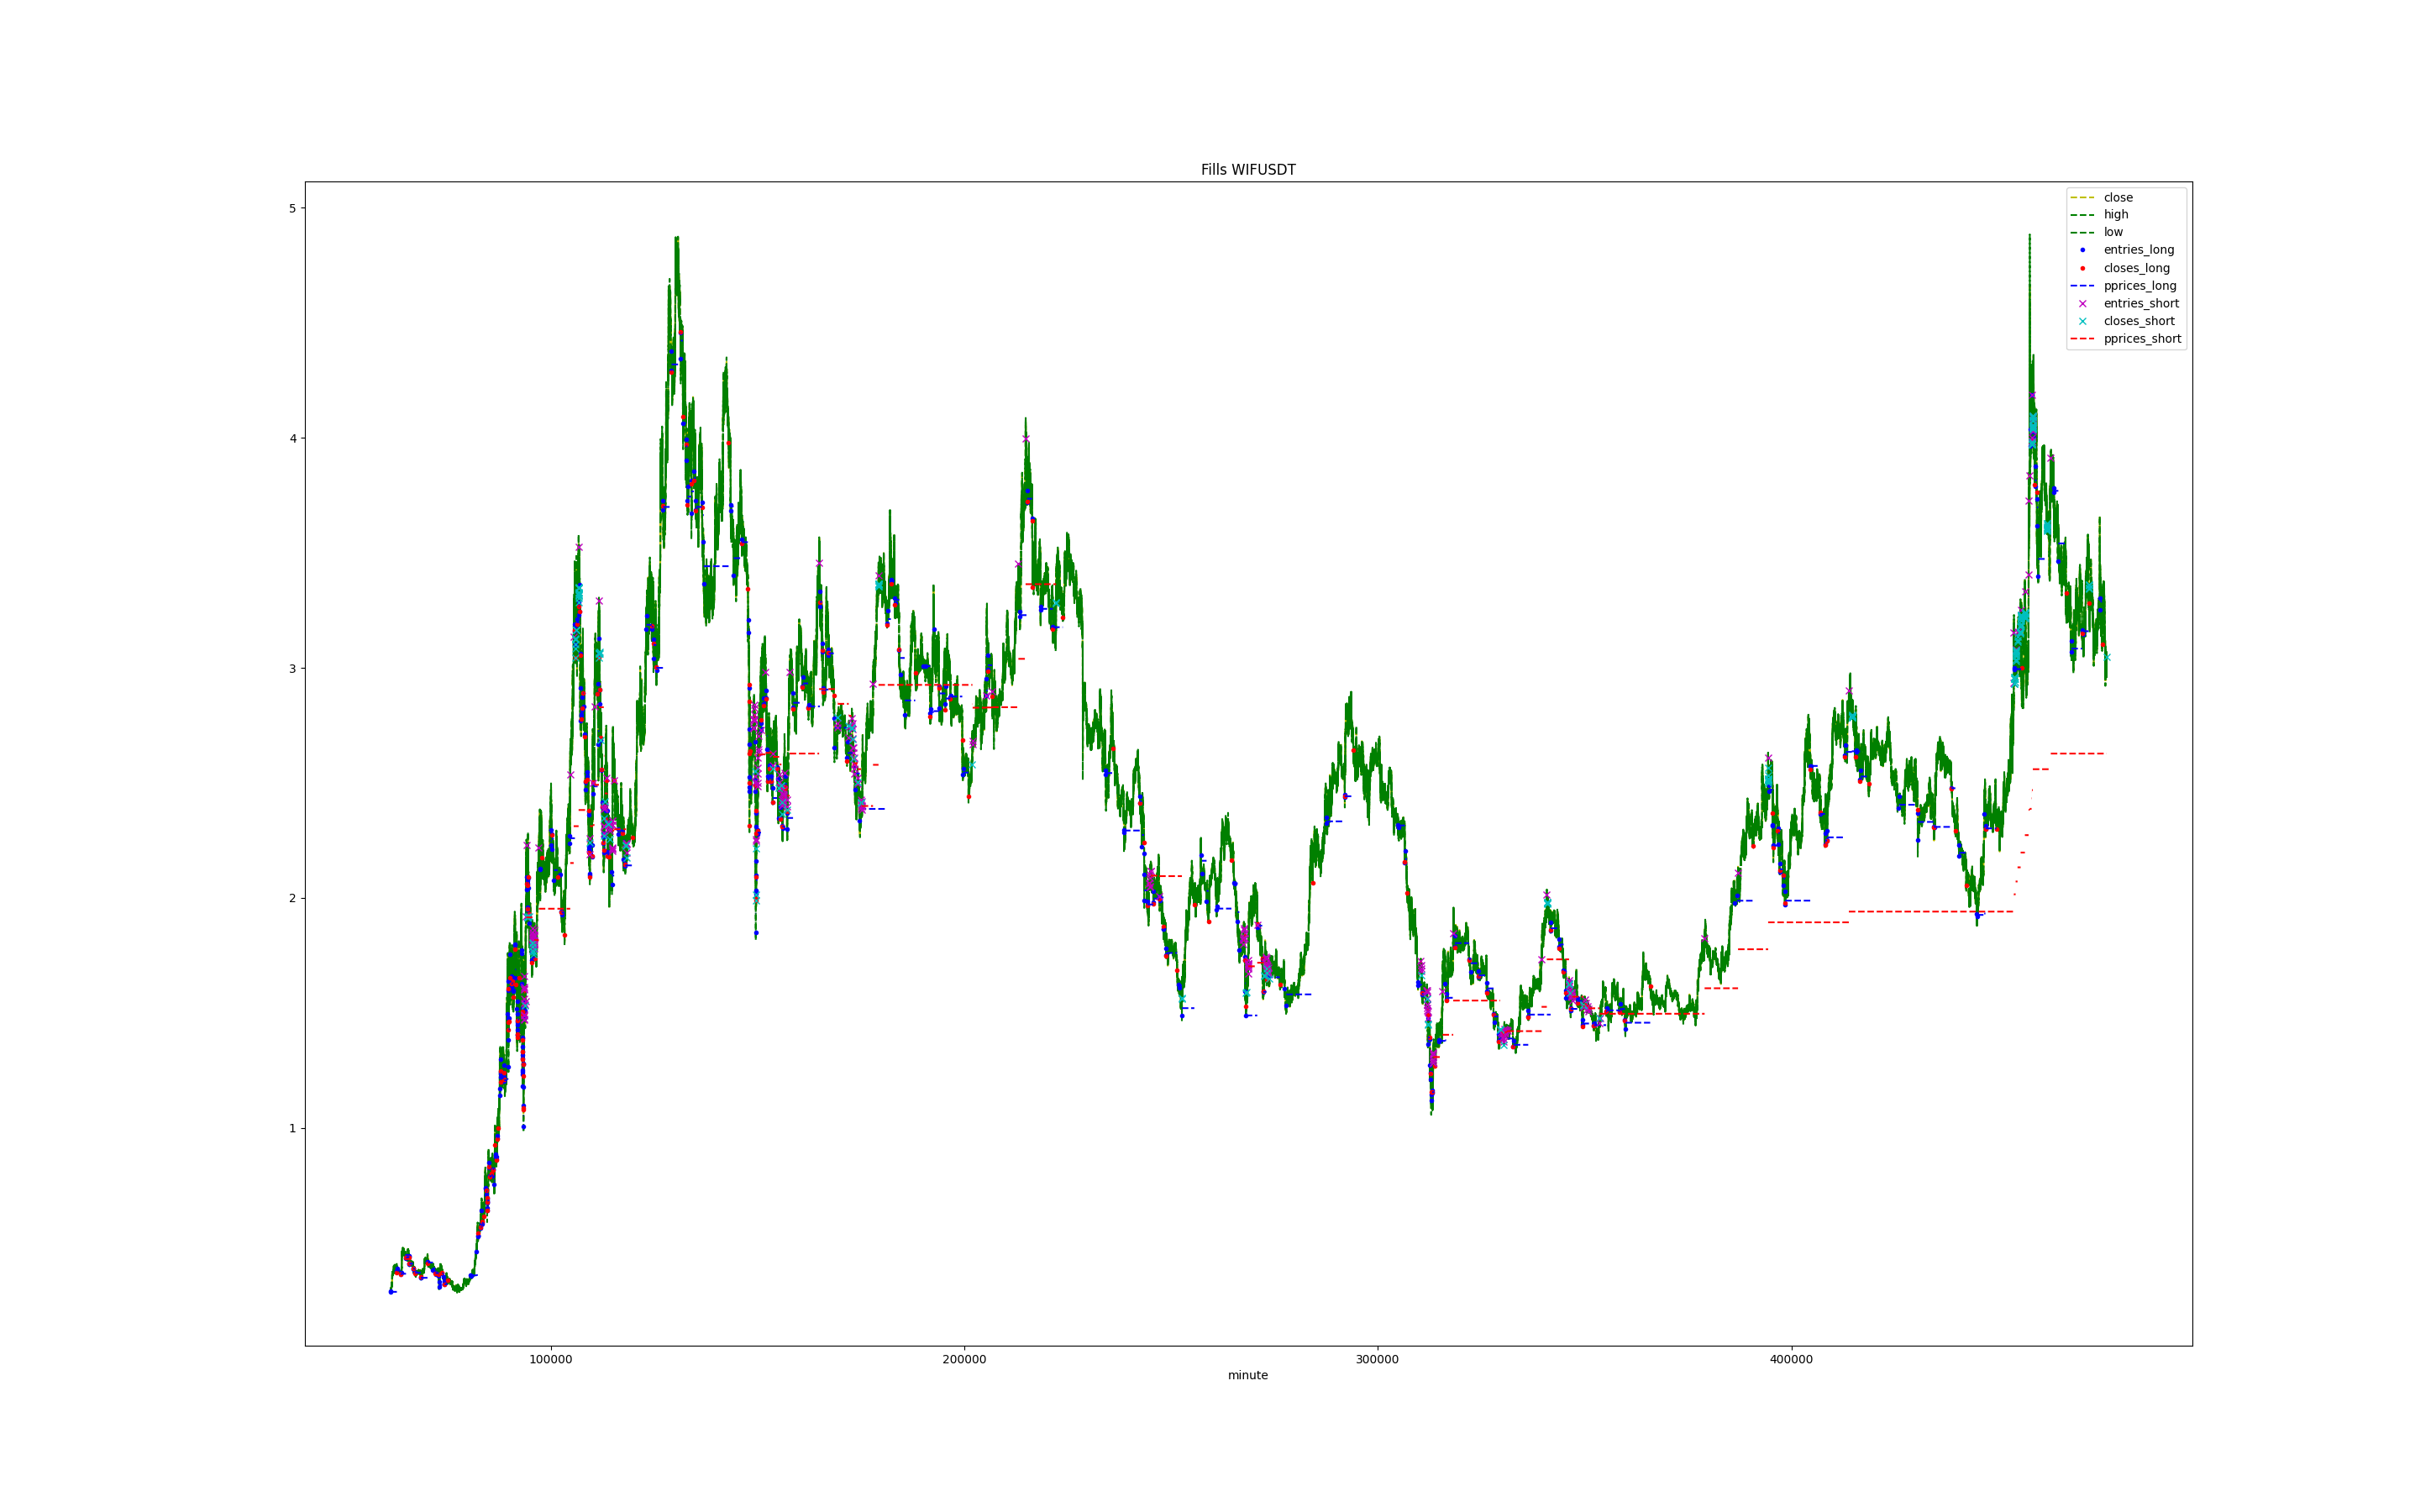 Fills WIFUSDT
5
4
3
2
1
close
high
low
entries_long
closes_long
pprices_long
entries_short
closes_short
pprices_short
100000 200000 300000 400000
minute